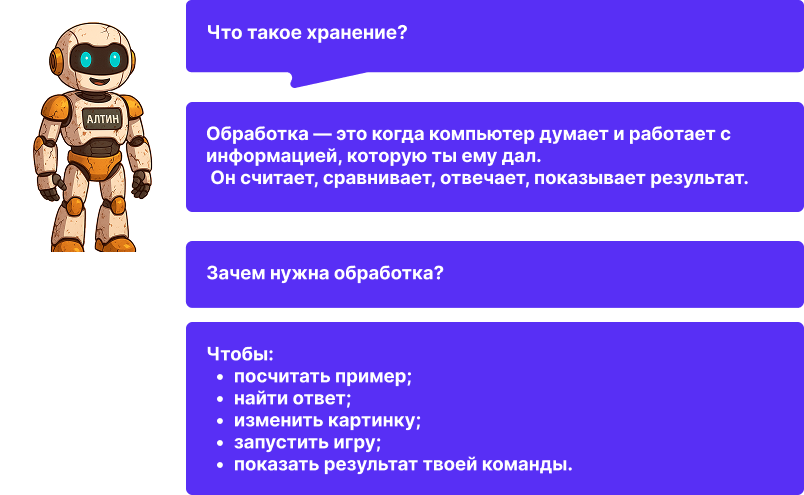 Что такое хранение?
АЛТИН
Обработка — это когда компьютер думает и работает с
информацией, которую ты ему дал.
Он считает, сравнивает, отвечает, показывает результат.
Зачем нужна обработка?
Чтобы:
• посчитать пример;
• найти ответ;
• изменить картинку;
• запустить игру;
• показать результат твоей команды.